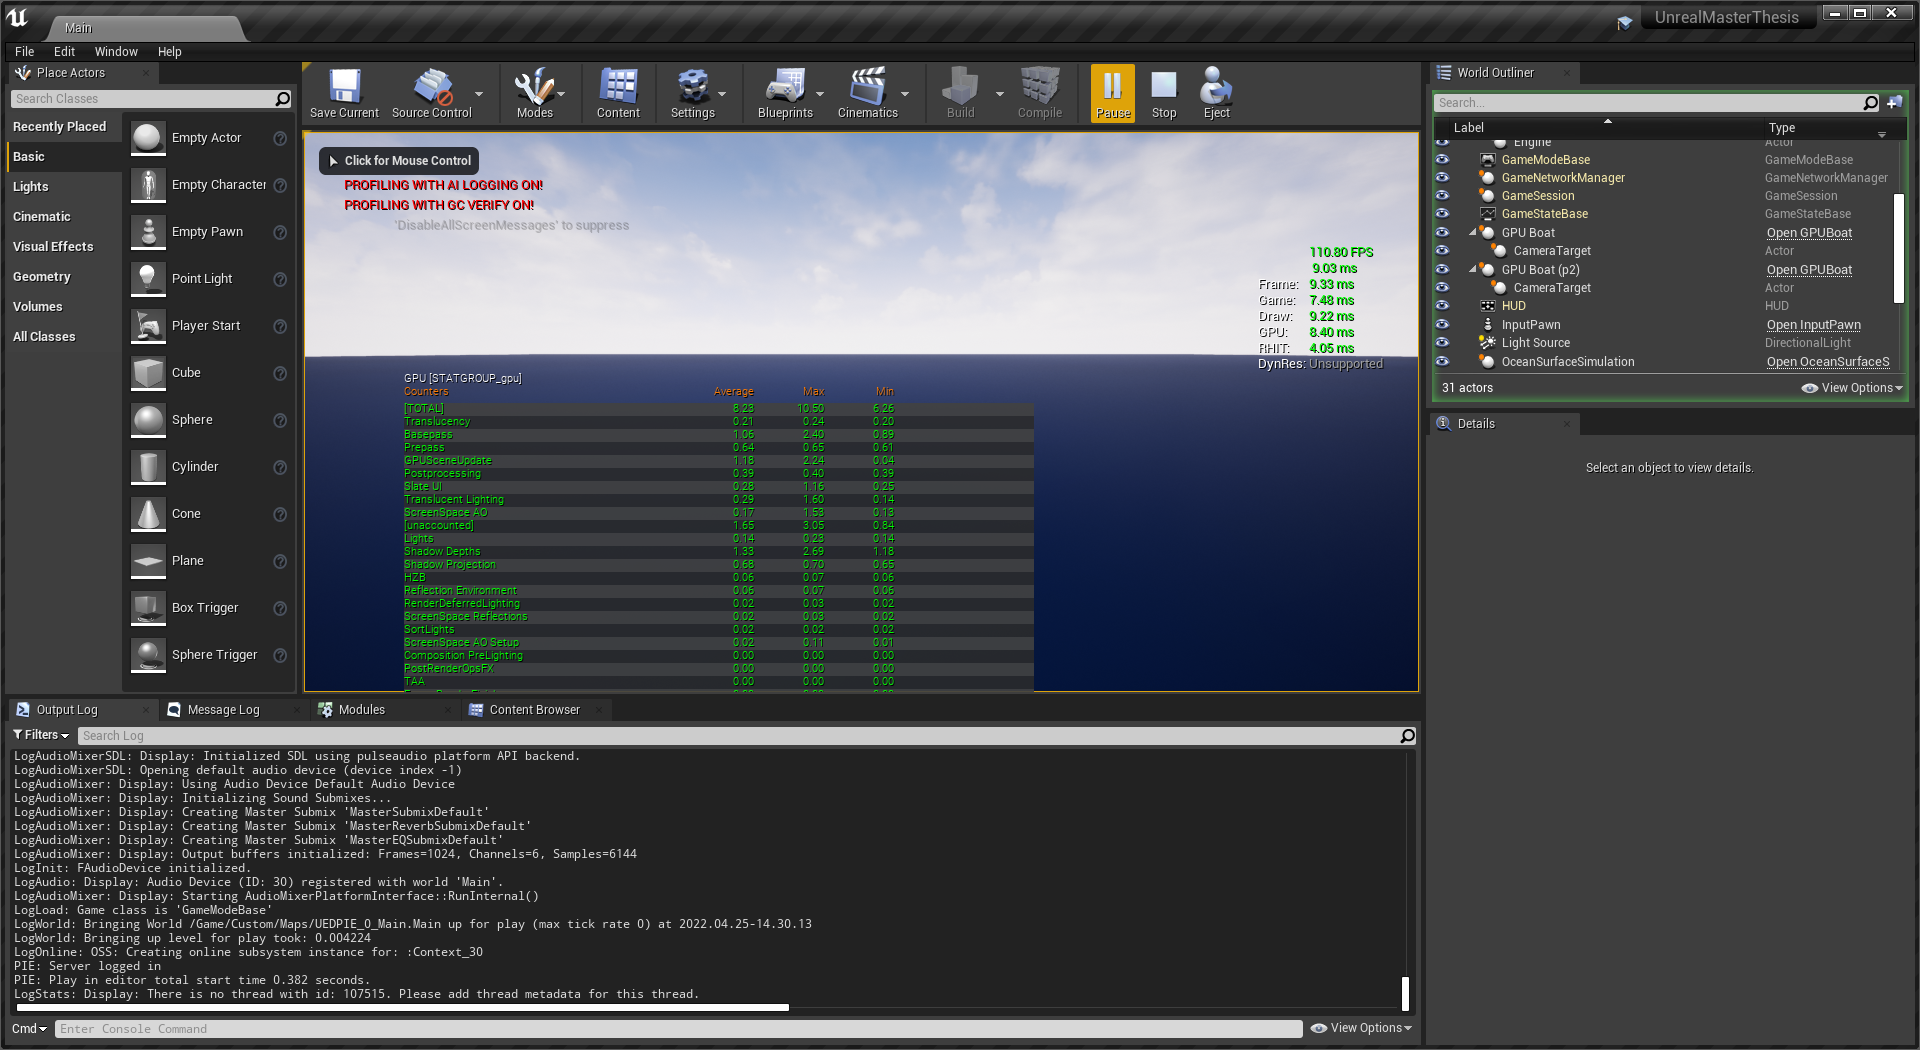 Main
UnrealMasterThesis
File Edit Window Help
Place Actors
Search Classes
Recently Placed
Basic
Lights
Cinematic
Visual Effects
Geometry
Volumes
All Classes
Empty Actor
Empty Character
Empty Pawn
Point Light
Player Start
Cube
Sphere
Cylinder
Cone
Plane
Box Trigger
Sphere Trigger
Save Current Source Control Modes Content Settings Blueprints Cinematics Build Compile Pause Stop Eject
Click for Mouse Control
PROFILING WITH AI LOGGING ON!
PROFILING WITH GC VERIFY ON!
'DisableAllScreenMessages' to suppress
110.80 FPS
9.03 ms
Frame: 9.33 ms
Game: 7.48 ms
Draw: 9.22 ms
GPU: 8.40 ms
RHIT: 4.05 ms
DynRes: Unsupported
GPU [STATGROUP_gpu]
Counters Average Max Min
[TOTAL] 8.23 10.50 6.26
Translucency 0.21 0.24 0.20
Basepass 1.06 2.40 0.89
Prepass 0.64 0.65 0.61
GPUSceneUpdate 1.18 2.24 0.04
Postprocessing 0.39 0.40 0.39
Slate UI 0.28 1.16 0.25
Translucent Lighting 0.29 1.60 0.14
ScreenSpace AO 0.17 1.53 0.13
[unaccounted] 1.65 3.05 0.84
Lights 0.14 0.23 0.14
Shadow Depths 1.33 2.69 1.18
Shadow Projection 0.68 0.70 0.65
HZB 0.06 0.07 0.06
Reflection Environment 0.06 0.07 0.06
RenderDeferredLighting 0.02 0.03 0.02
ScreenSpace Reflections 0.02 0.03 0.02
SortLights 0.02 0.02 0.02
ScreenSpace AO Setup 0.02 0.11 0.01
Composition PreLighting 0.00 0.00 0.00
PostRenderOpsFX 0.00 0.00 0.00
TAA 0.00 0.00 0.00
World Outliner
Search...
Label Type
Engine Actor
GameModeBase GameModeBase
GameNetworkManager GameNetworkManager
GameSession GameSession
GameStateBase GameStateBase
GPU Boat Open GPUBoat
CameraTarget Actor
GPU Boat (p2) Open GPUBoat
CameraTarget Actor
HUD HUD
InputPawn Open InputPawn
Light Source DirectionalLight
OceanSurfaceSimulation Open OceanSurfaceS
31 actors View Options
Details
Select an object to view details.
Output Log Message Log Modules Content Browser
Filters Search Log
LogAudioMixerSDL: Display: Initialized SDL using pulseaudio platform API backend.
LogAudioMixerSDL: Opening default audio device (device index -1)
LogAudioMixer: Display: Using Audio Device Default Audio Device
LogAudioMixer: Display: Initializing Sound Submixes...
LogAudioMixer: Display: Creating Master Submix 'MasterSubmixDefault'
LogAudioMixer: Display: Creating Master Submix 'MasterReverbSubmixDefault'
LogAudioMixer: Display: Creating Master Submix 'MasterEQSubmixDefault'
LogAudioMixer: Display: Output buffers initialized: Frames=1024, Channels=6, Samples=6144
LogInit: FAudioDevice initialized.
LogAudio: Display: Audio Device (ID: 30) registered with world 'Main'.
LogAudioMixer: Display: Starting AudioMixerPlatformInterface::RunInternal()
LogLoad: Game class is 'GameModeBase'
LogWorld: Bringing World /Game/Custom/Maps/UEDPIE_0_Main.Main up for play (max tick rate 0) at 2022.04.25-14.30.13
LogWorld: Bringing up level for play took: 0.004224
LogOnline: OSS: Creating online subsystem instance for: :Context_30
PIE: Server logged in
PIE: Play in editor total start time 0.382 seconds.
LogStats: Display: There is no thread with id: 107515. Please add thread metadata for this thread.
Cmd Enter Console Command View Options